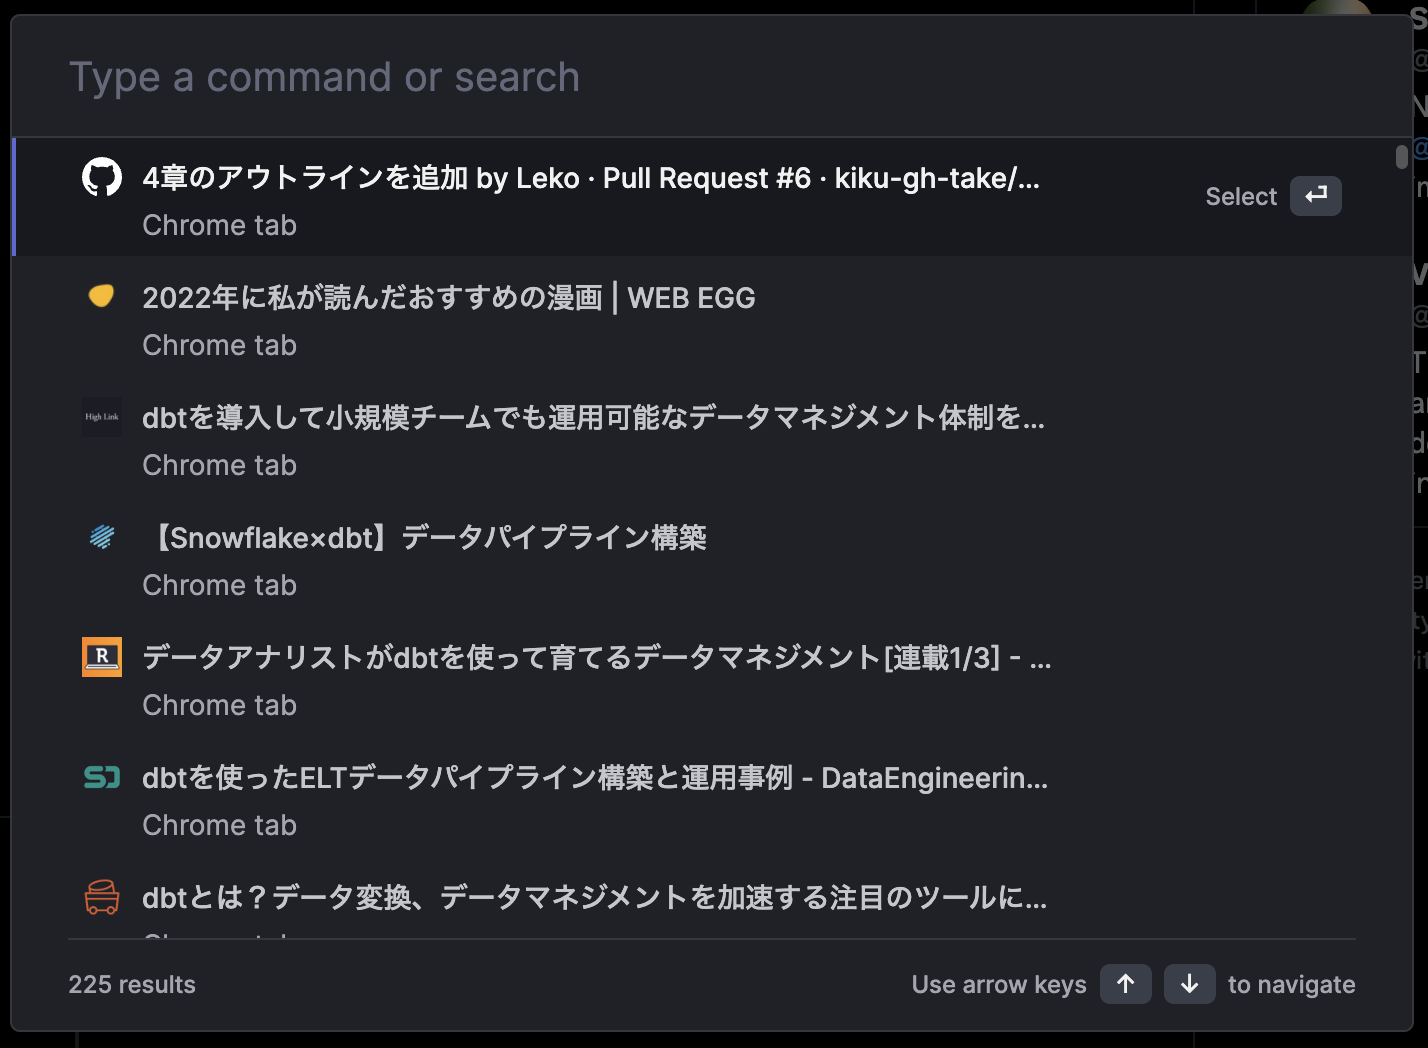 Type a command or search
4章のアウトラインを追加 by Leko · Pull Request #6 · kiku-gh-take/...
Chrome tab
Select
2022年に私が読んだおすすめの漫画 | WEB EGG
Chrome tab
High Link
dbtを導入して小規模チームでも運用可能なデータマネジメント体制を...
Chrome tab
【Snowflake×dbt】データパイプライン構築
Chrome tab
R
データアナリストがdbtを使って育てるデータマネジメント[連載1/3] - ...
Chrome tab
dbtを使ったELTデータパイプライン構築と運用事例 - DataEngineerin...
Chrome tab
dbtとは？データ変換、データマネジメントを加速する注目のツールに...
225 results
Use arrow keys ↑ ↓ to navigate